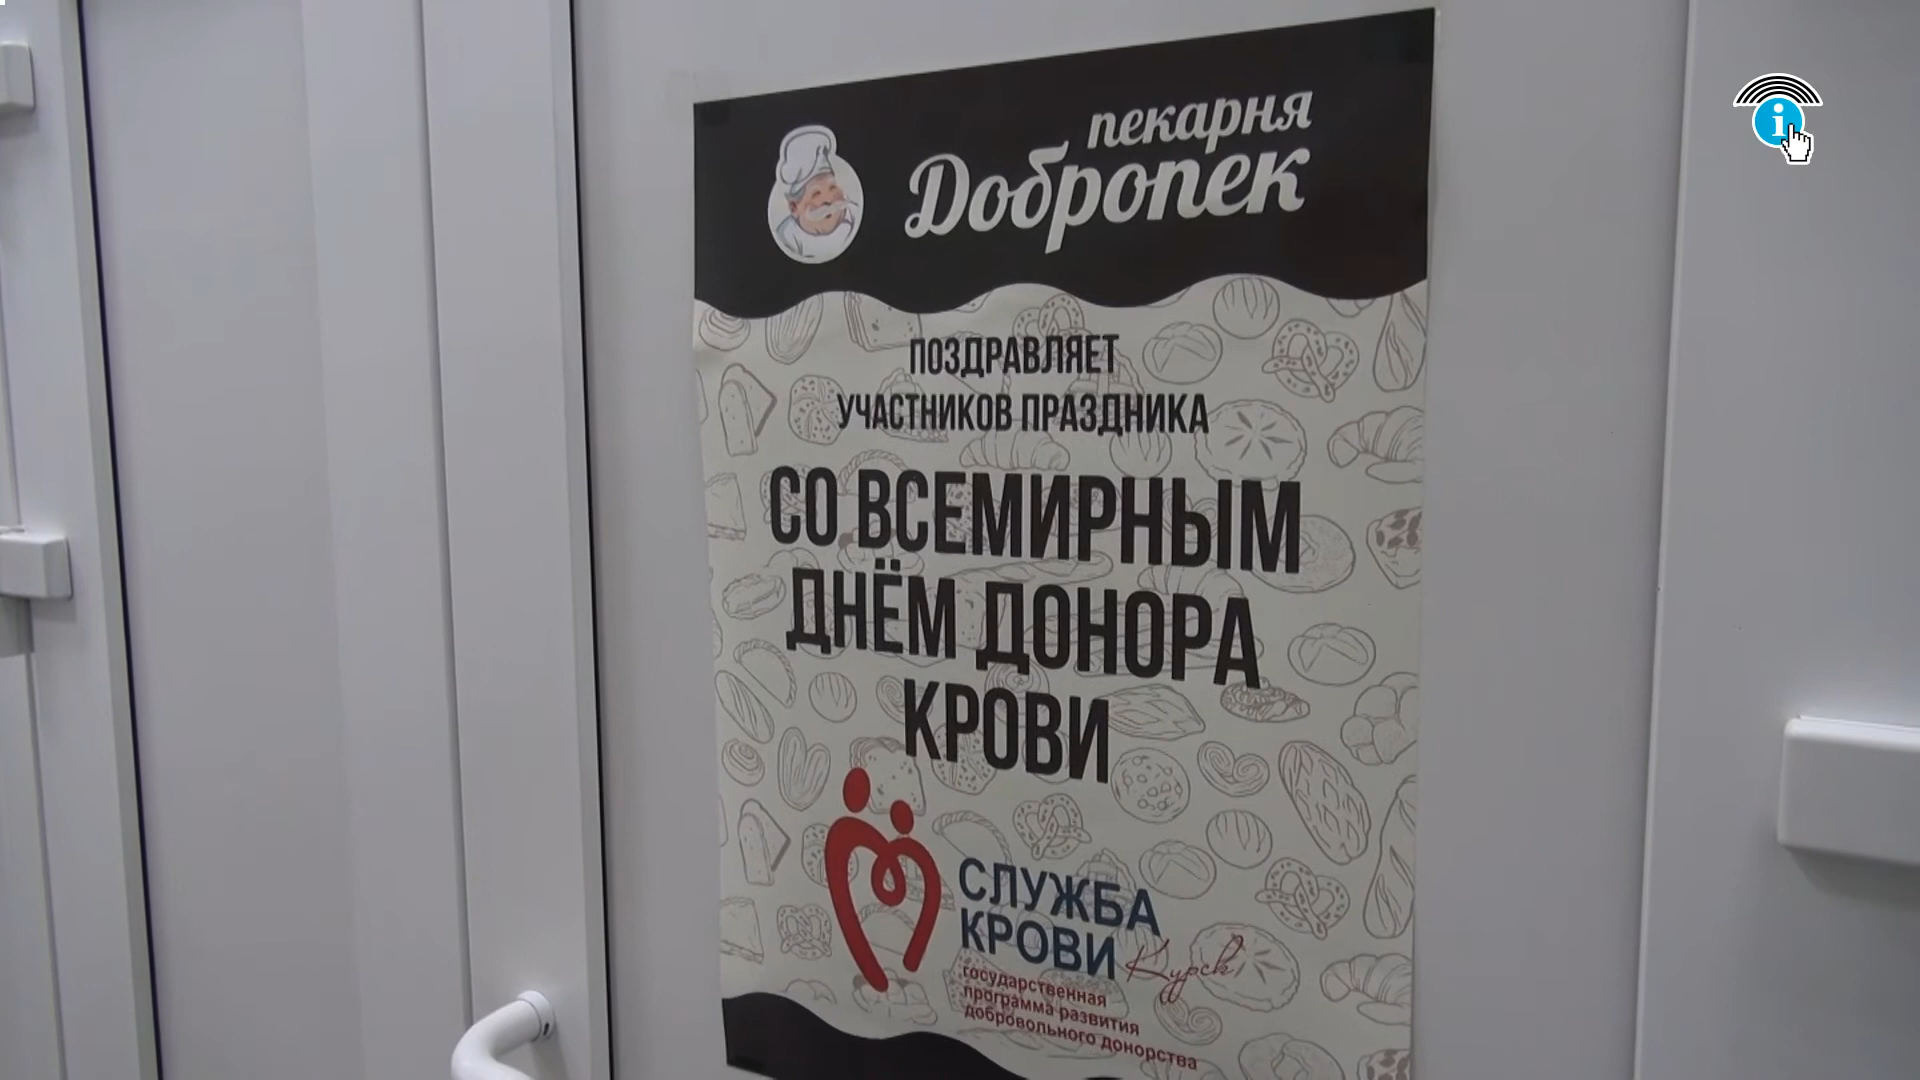 пекарня
Добропек
ПОЗДРАВЛЯЕТ
УЧАСТНИКОВ ПРАЗДНИКА
СО ВСЕМИРНЫМ
ДНЁМ ДОНОРА
КРОВИ
СЛУЖБА
КРОВИ Курск
государственная
программа развития
добровольного донорства
i